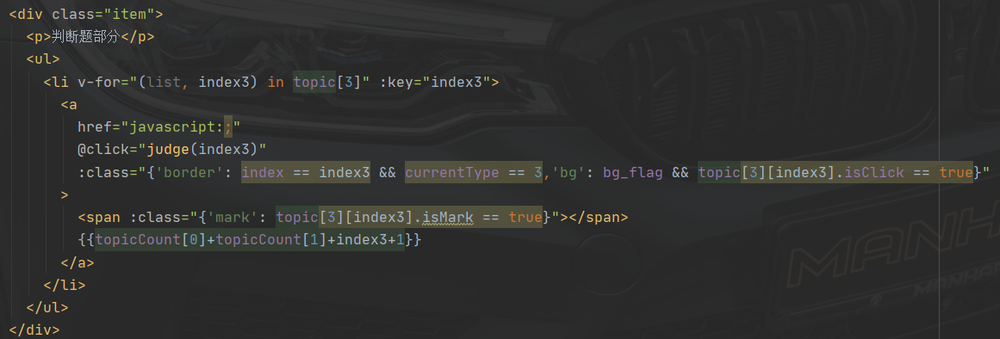 <div class="item">
<p>判断题部分</p>
<ul>
<li v-for="(list, index3) in topic[3]" :key="index3">
<a
href="javascript:;"
@click="judge(index3)"
:class="{'border': index == index3 && currentType == 3,'bg': bg_flag && topic[3][index3].isClick == true}"
>
<span :class="{'mark': topic[3][index3].isMark == true}"></span>
{{topicCount[0]+topicCount[1]+index3+1}}
</a>
</li>
</ul>
</div>
MANH
MANHA